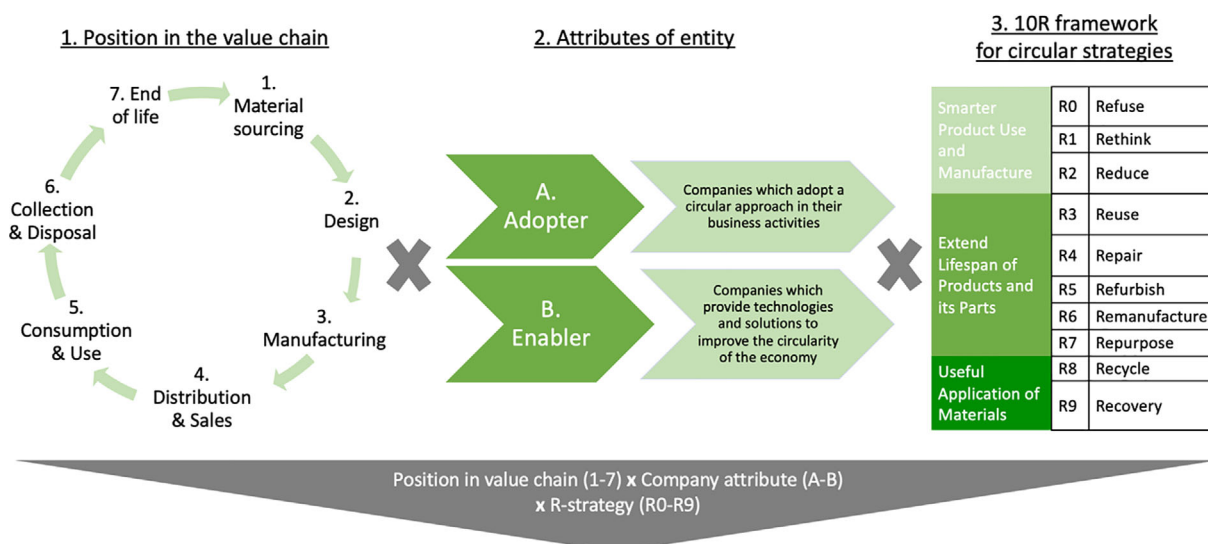 1. Position in the value chain
1.
Material
sourcing
2.
Design
3.
Manufacturing
4.
Distribution
& Sales
5.
Consumption
& Use
6.
Collection
& Disposal
7. End
of life
2. Attributes of entity
A.
Adopter
Companies which adopt a
circular approach in their
business activities
B.
Enabler
Companies which
provide technologies
and solutions to
improve the circularity
of the economy
3. 10R framework
for circular strategies
Smarter
Product Use
and
Manufacture
R0 Refuse
R1 Rethink
R2 Reduce
Extend
Lifespan of
Products and
its Parts
R3 Reuse
R4 Repair
R5 Refurbish
R6 Remanufacture
R7 Repurpose
Useful
Application of
Materials
R8 Recycle
R9 Recovery
Position in value chain (1-7) x Company attribute (A-B)
x R-strategy (R0-R9)